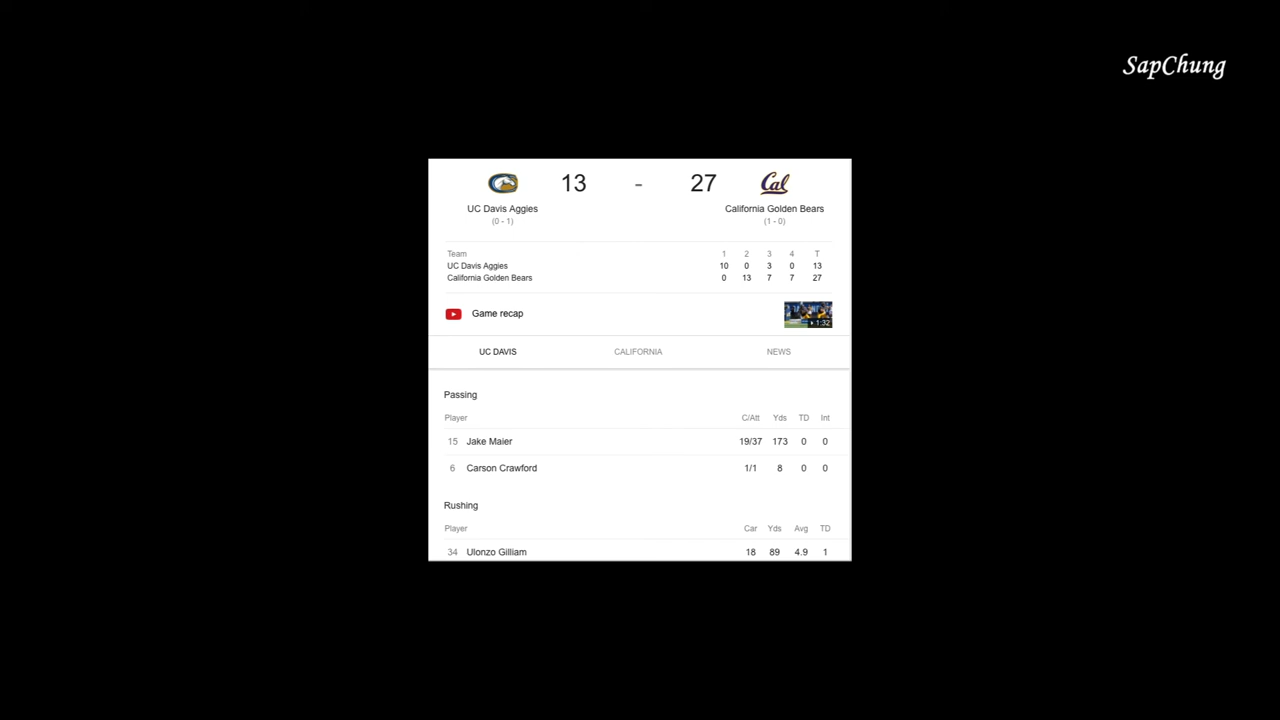 SapChung
13 - 27
Cal
UC Davis Aggies California Golden Bears
(0 - 1) (1 - 0)
Team 1 2 3 4 T
UC Davis Aggies 10 0 3 0 13
California Golden Bears 0 13 7 7 27
Game recap 1:32
UC DAVIS CALIFORNIA NEWS
Passing
Player C/Att Yds TD Int
15 Jake Maier 19/37 173 0 0
6 Carson Crawford 1/1 8 0 0
Rushing
Player Car Yds Avg TD
34 Ulonzo Gilliam 18 89 4.9 1